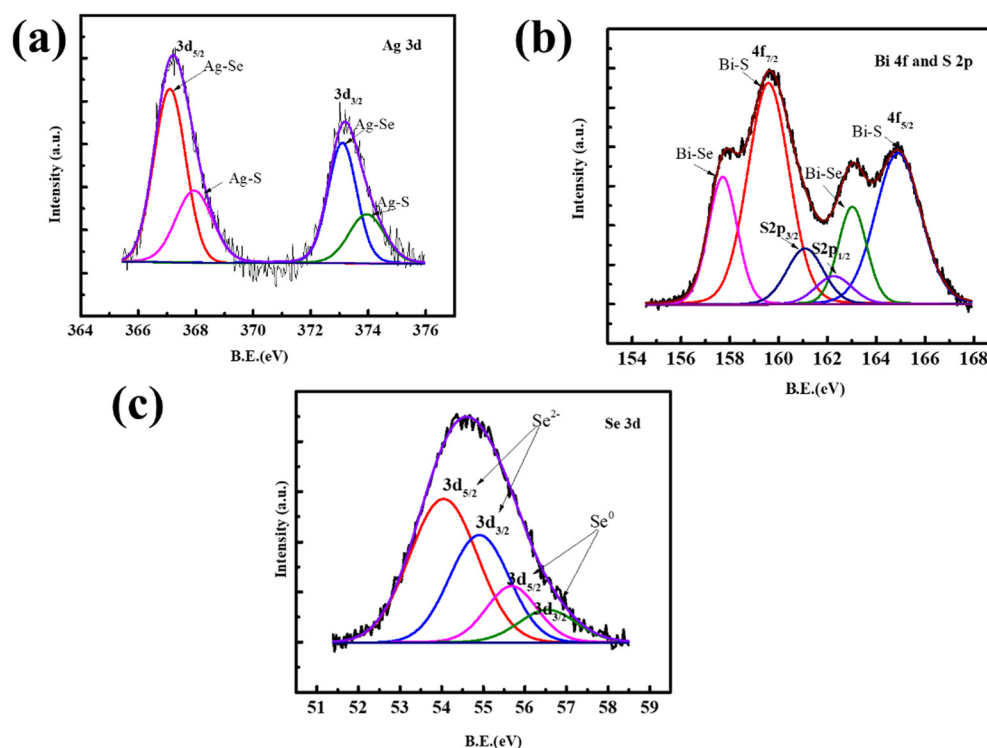 (a)
Ag 3d
3d5/2
Ag-Se
Ag-S
3d3/2
Ag-Se
Ag-S
Intensity (a.u.)
364 366 368 370 372 374 376
B.E.(eV)
(b)
Bi 4f and S 2p
4f7/2
Bi-S
Bi-Se
4f5/2
Bi-S
Bi-Se
S2p3/2
S2p1/2
Intensity (a.u.)
154 156 158 160 162 164 166 168
B.E.(eV)
(c)
Se 3d
Se2-
3d5/2
3d3/2
Se0
3d5/2
3d3/2
Intensity (a.u.)
51 52 53 54 55 56 57 58 59
B.E.(eV)